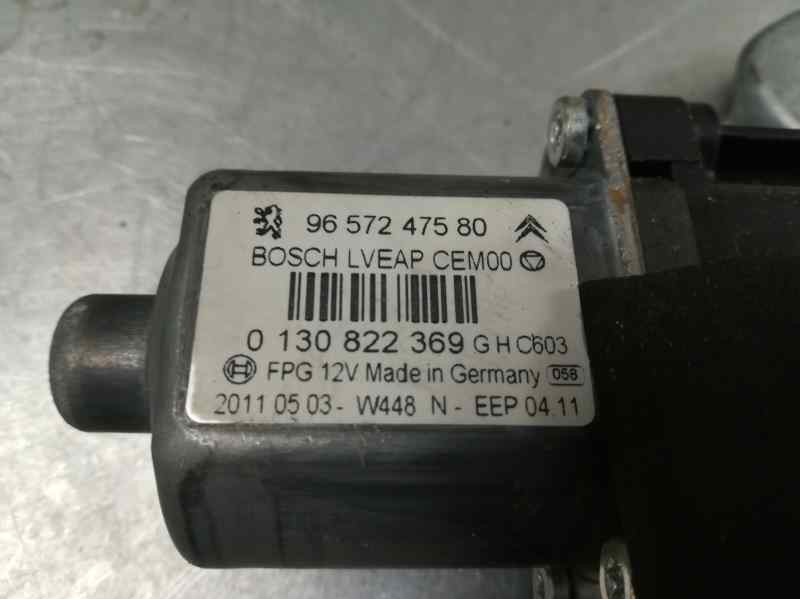 96 572 475 80
BOSCH LVEAP CEM00
0 130 822 369 G H C603
FPG 12V Made in Germany 056
2011 05 03- W448 N - EEP 04.11